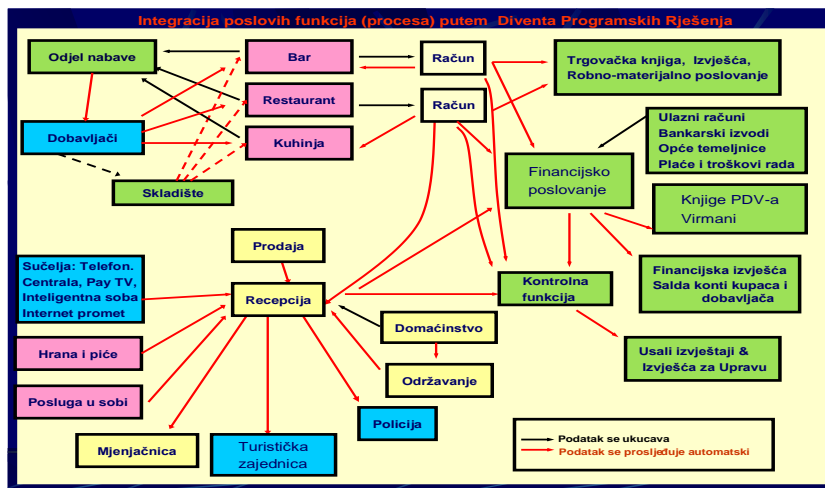 Integracija poslovih funkcija (procesa) putem Diventa Programskih Rješenja
Odjel nabave
Bar
Račun
Trgovačka knjiga, Izvješća,
Robno-materijalno poslovanje
Restaurant
Račun
Dobavljači
Kuhinja
Ulazni računi
Bankarski izvodi
Opće temeljnice
Plaće i troškovi rada
Skladište
Financijsko
poslovanje
Knjige PDV-a
Virmani
Prodaja
Sučelja: Telefon.
Centrala, Pay TV,
Inteligentna soba
Internet promet
Recepcija
Kontrolna
funkcija
Financijska izvješća
Salda konti kupaca i
dobavljača
Domaćinstvo
Hrana i piće
Održavanje
Usali izvještaji &
Izvješća za Upravu
Posluga u sobi
Policija
Mjenjačnica
Turistička
zajednica
Podatak se ukucava
Podatak se prosljeđuje automatski